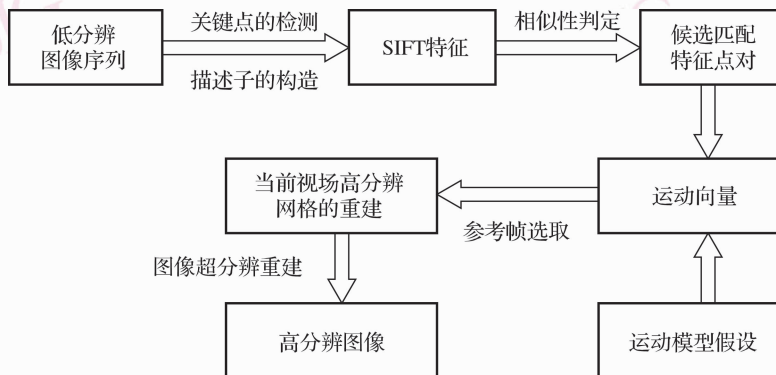 低分辨
图像序列
关键点的检测
描述子的构造
SIFT特征
相似性判定
候选匹配
特征点对
当前视场高分辨
网格的重建
参考帧选取
运动向量
图像超分辨重建
高分辨图像
运动模型假设